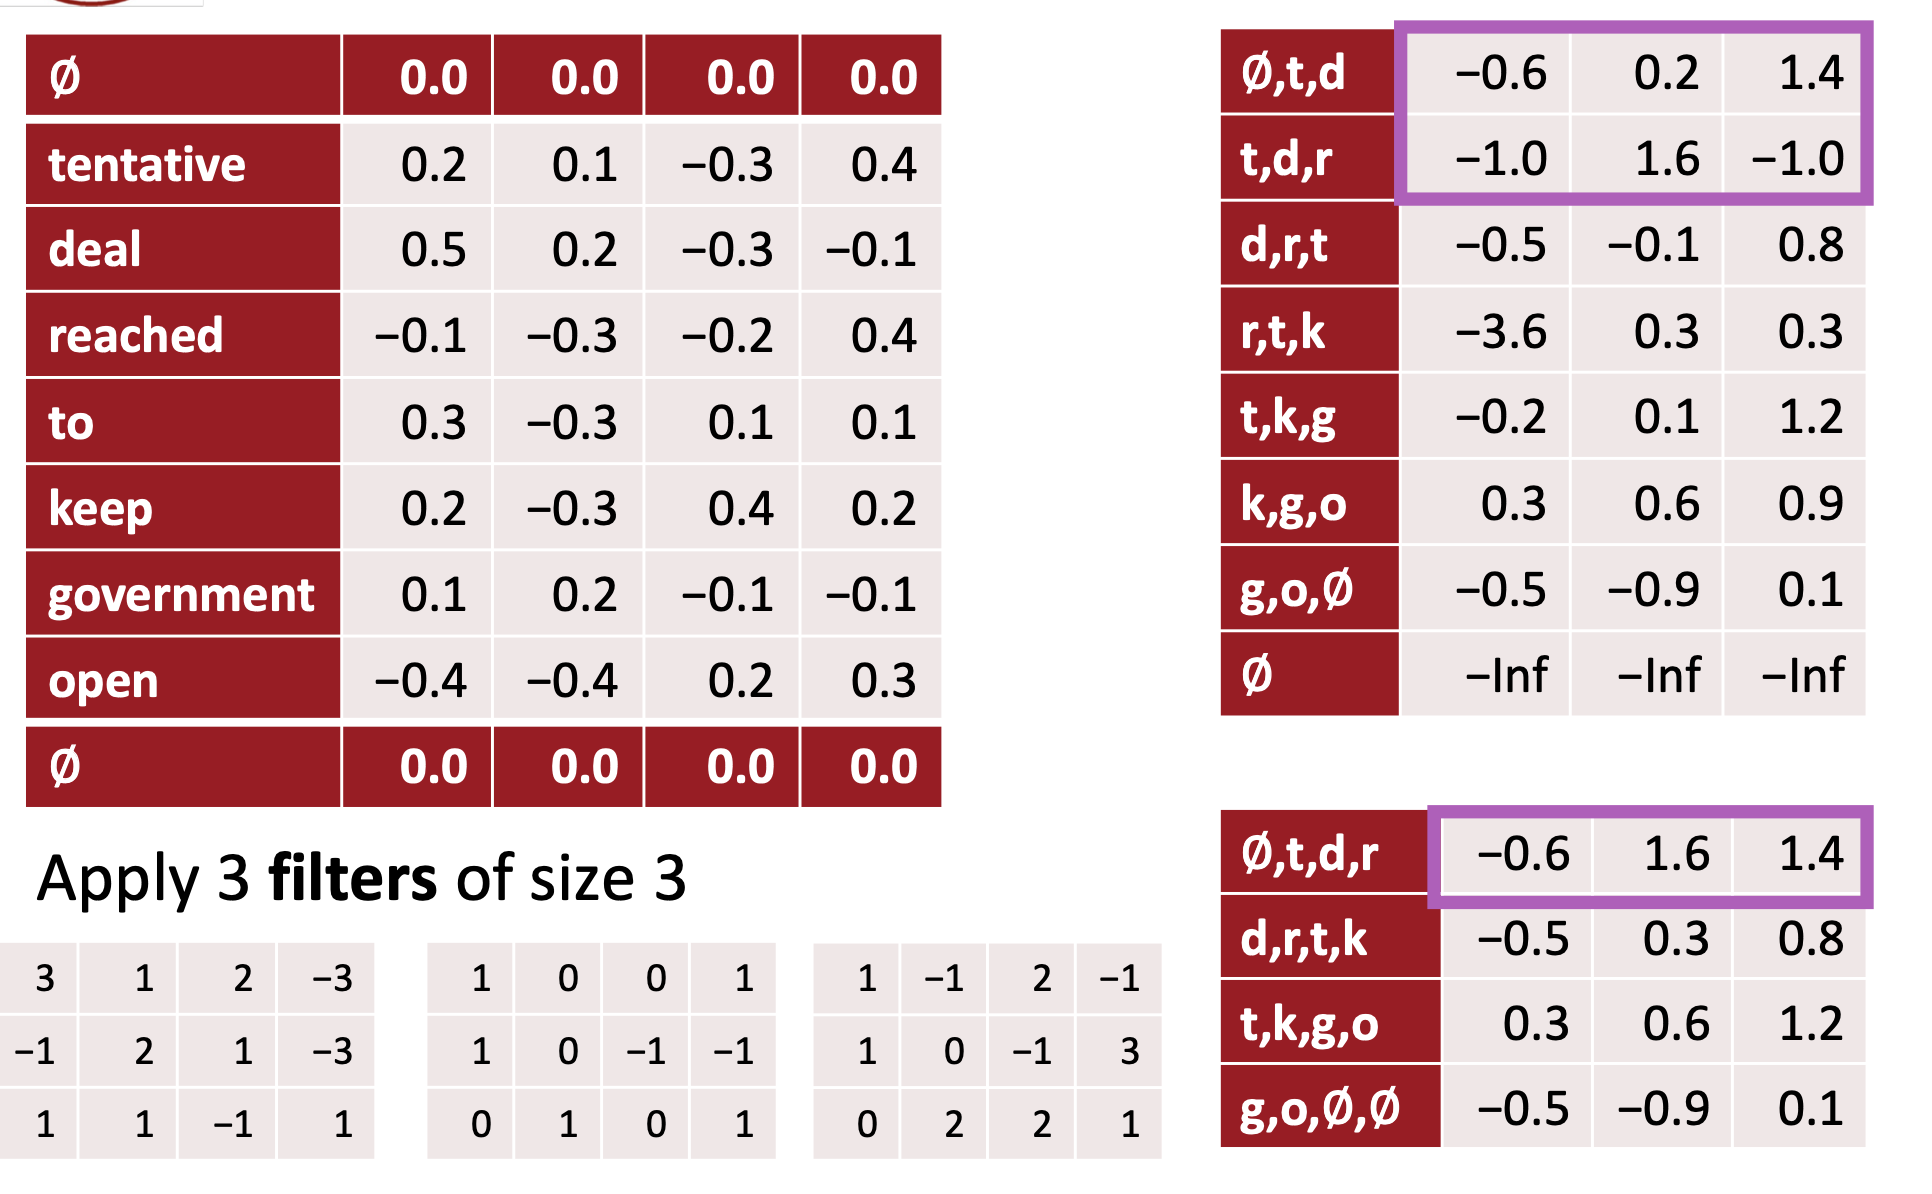 Ø 0.0 0.0 0.0 0.0
tentative 0.2 0.1 −0.3 0.4
deal 0.5 0.2 −0.3 −0.1
reached −0.1 −0.3 −0.2 0.4
to 0.3 −0.3 0.1 0.1
keep 0.2 −0.3 0.4 0.2
government 0.1 0.2 −0.1 −0.1
open −0.4 −0.4 0.2 0.3
Ø 0.0 0.0 0.0 0.0
Apply 3 filters of size 3
3 1 2 −3
−1 2 1 −3
1 1 −1 1
1 0 0 1
1 0 −1 −1
0 1 0 1
1 −1 2 −1
1 0 −1 3
0 2 2 1
Ø,t,d −0.6 0.2 1.4
t,d,r −1.0 1.6 −1.0
d,r,t −0.5 −0.1 0.8
r,t,k −3.6 0.3 0.3
t,k,g −0.2 0.1 1.2
k,g,o 0.3 0.6 0.9
g,o,Ø −0.5 −0.9 0.1
Ø −Inf −Inf −Inf
Ø,t,d,r −0.6 1.6 1.4
d,r,t,k −0.5 0.3 0.8
t,k,g,o 0.3 0.6 1.2
g,o,Ø,Ø −0.5 −0.9 0.1